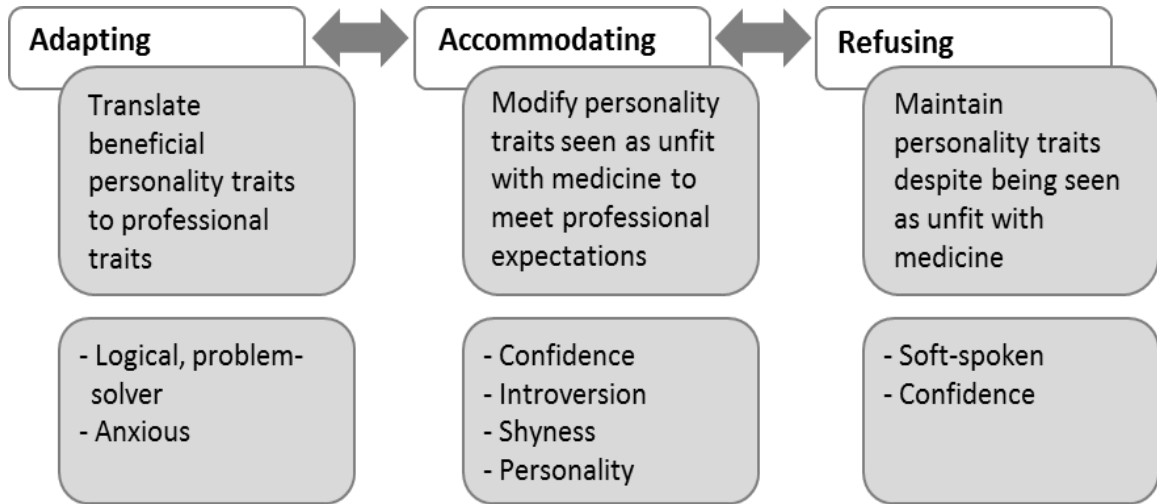 Adapting
Translate
beneficial
personality traits
to professional
traits
- Logical, problem-
solver
- Anxious
Accommodating
Modify personality
traits seen as unfit
with medicine to
meet professional
expectations
- Confidence
- Introversion
- Shyness
- Personality
Refusing
Maintain
personality traits
despite being seen
as unfit with
medicine
- Soft-spoken
- Confidence